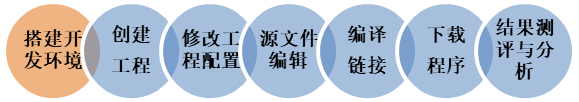 搭建开
发环境
创建
工程
修改工
程配置
源文件
编辑
编译
链接
下载
程序
结果测
评与分
析